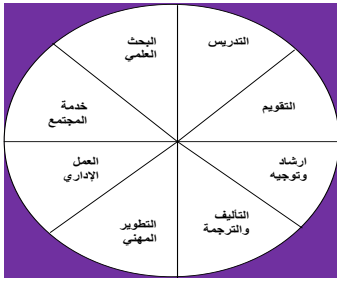 التدريس
التقويم
ارشاد
وتوجيه
التأليف
والترجمة
التطوير
المهني
العمل
الإداري
خدمة
المجتمع
البحث
العلمي